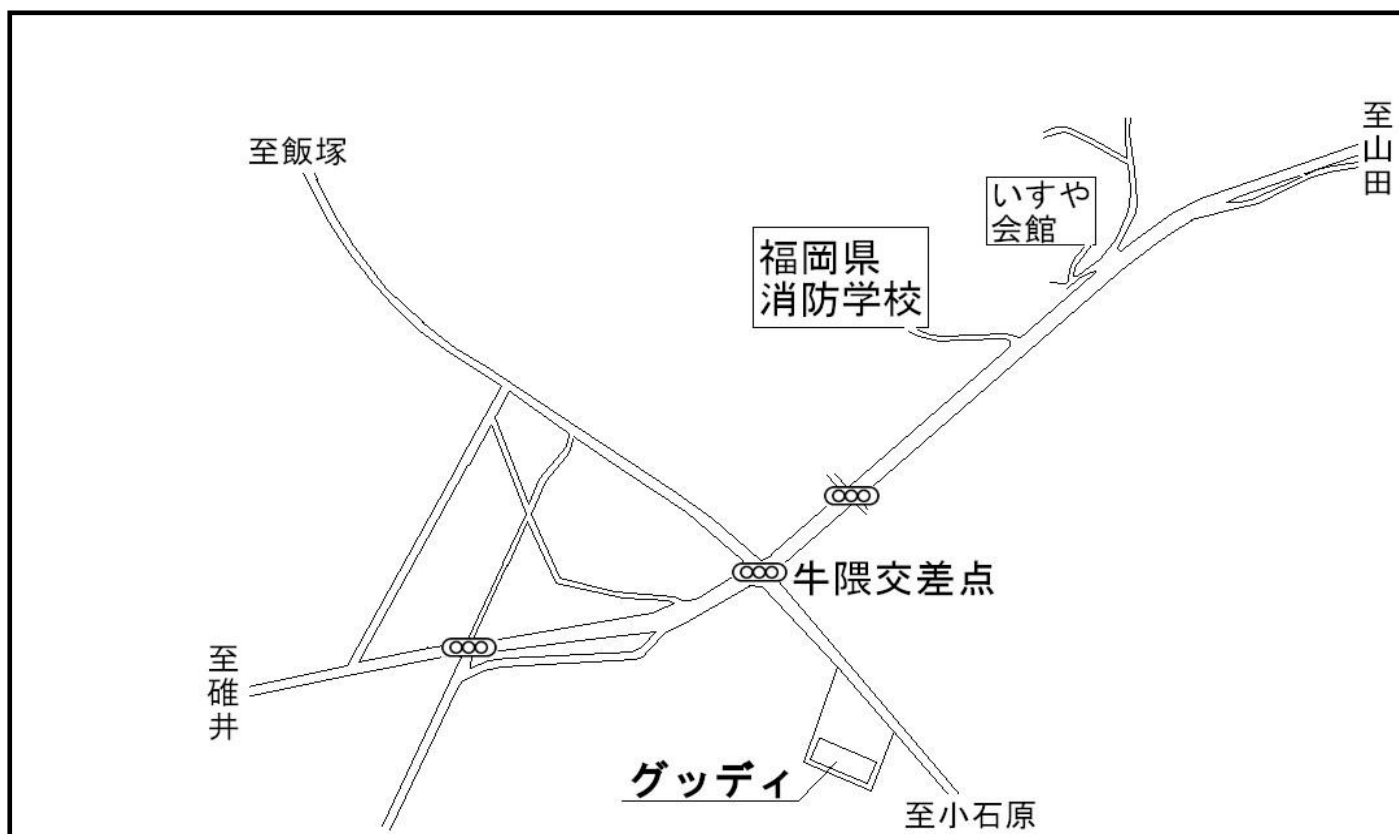 至飯塚
至山田
いすや
会館
福岡県
消防学校
牛隈交差点
至碓井
グッディ
至小石原